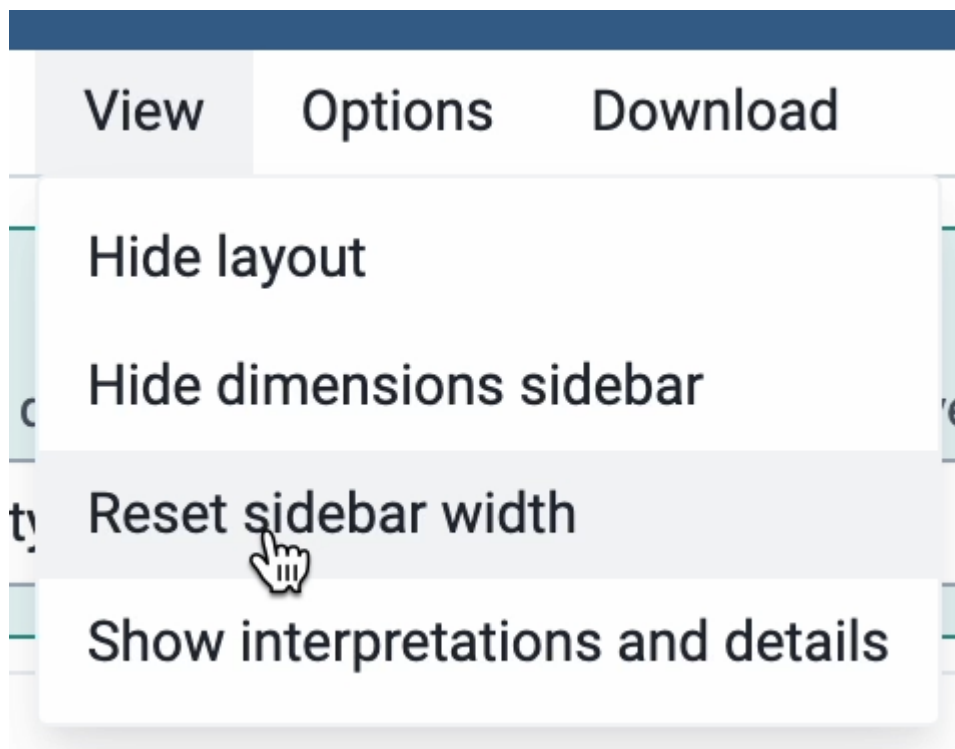 View Options Download
Hide layout
Hide dimensions sidebar
Reset sidebar width
Show interpretations and details